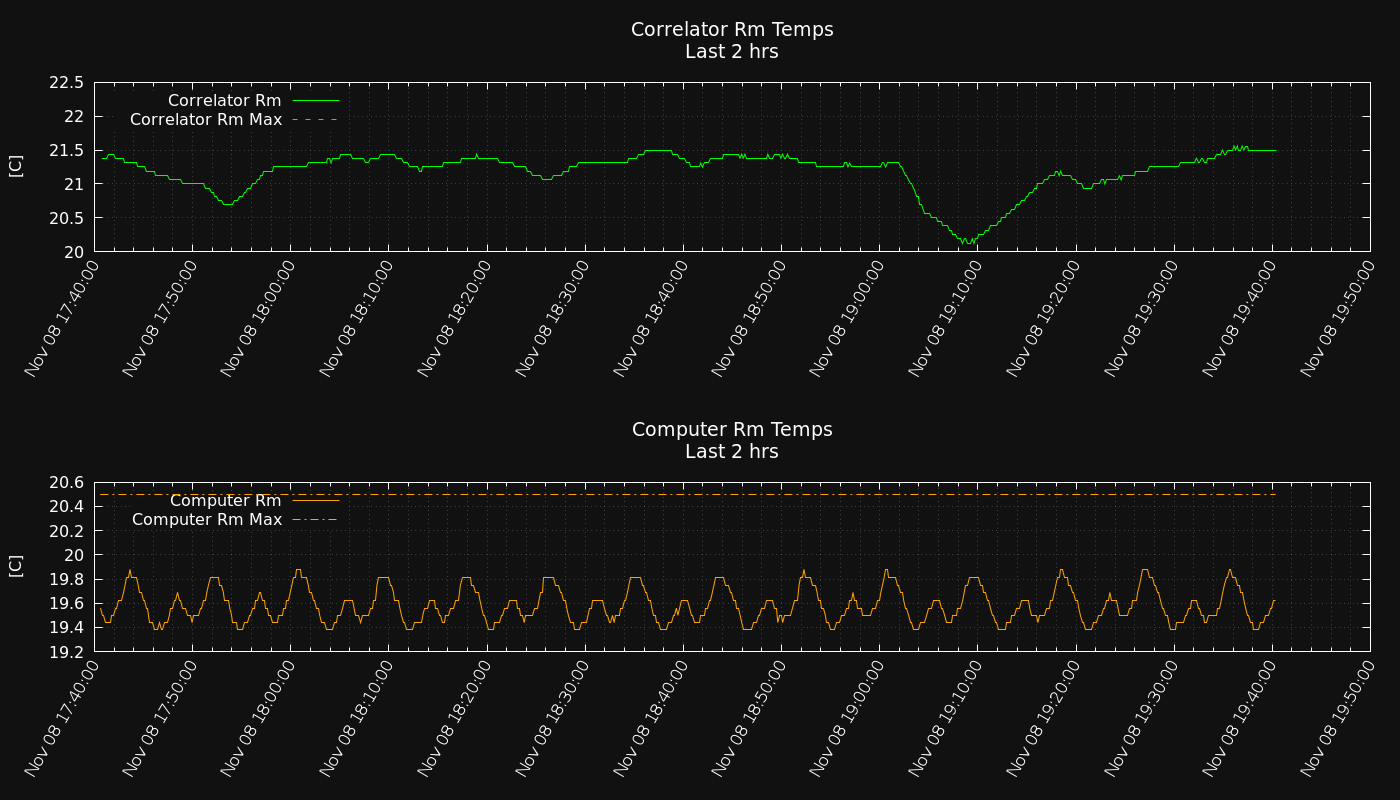 Correlator Rm Temps
Last 2 hrs
22.5
22
21.5
21
20.5
20
[C]
Correlator Rm
Correlator Rm Max
Nov 08 17:40:00
Nov 08 17:50:00
Nov 08 18:00:00
Nov 08 18:10:00
Nov 08 18:20:00
Nov 08 18:30:00
Nov 08 18:40:00
Nov 08 18:50:00
Nov 08 19:00:00
Nov 08 19:10:00
Nov 08 19:20:00
Nov 08 19:30:00
Nov 08 19:40:00
Nov 08 19:50:00
Computer Rm Temps
Last 2 hrs
20.6
20.4
20.2
20
19.8
19.6
19.4
19.2
[C]
Computer Rm
Computer Rm Max
Nov 08 17:40:00
Nov 08 17:50:00
Nov 08 18:00:00
Nov 08 18:10:00
Nov 08 18:20:00
Nov 08 18:30:00
Nov 08 18:40:00
Nov 08 18:50:00
Nov 08 19:00:00
Nov 08 19:10:00
Nov 08 19:20:00
Nov 08 19:30:00
Nov 08 19:40:00
Nov 08 19:50:00